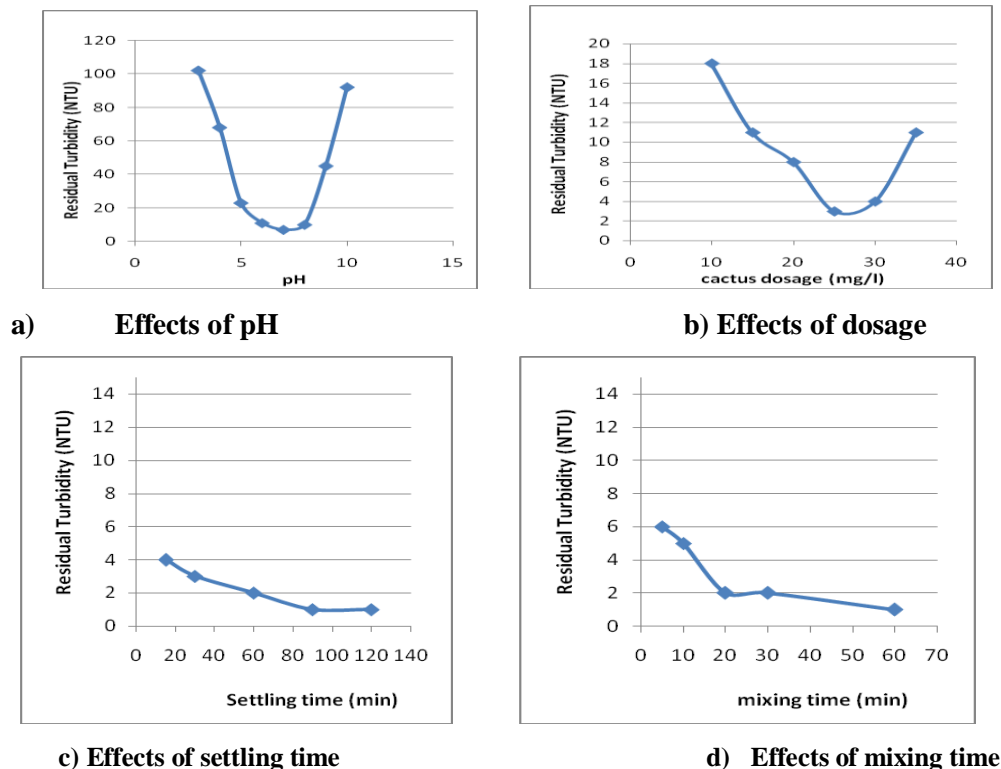 Residual Turbidity (NTU)
120
100
80
60
40
20
0
0 5 10 15
pH
Residual Turbidity (NTU)
20
18
16
14
12
10
8
6
4
2
0
0 10 20 30 40
cactus dosage (mg/l)
a) Effects of pH
b) Effects of dosage
Residual Turbidity (NTU)
14
12
10
8
6
4
2
0
0 20 40 60 80 100 120 140
Settling time (min)
Residual Turbidity (NTU)
14
12
10
8
6
4
2
0
0 10 20 30 40 50 60 70
mixing time (min)
c) Effects of settling time
d) Effects of mixing time